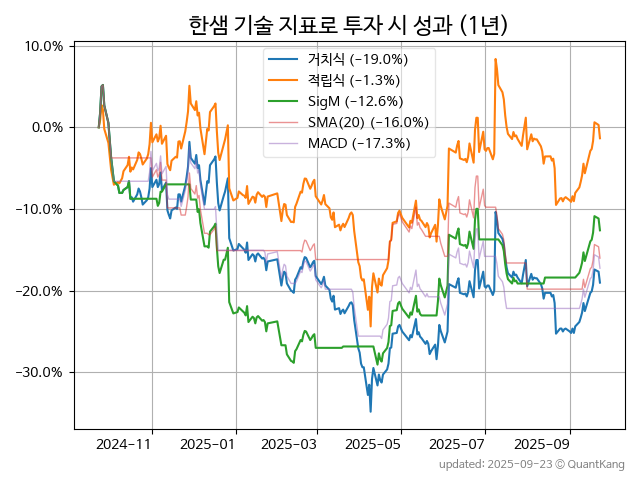 한샘 기술 지표로 투자 시 성과 (1년)
10.0%
0.0%
−10.0%
−20.0%
−30.0%
거치식 (−19.0%)
적립식 (−1.3%)
SigM (−12.6%)
SMA(20) (−16.0%)
MACD (−17.3%)
2024−11 2025−01 2025−03 2025−05 2025−07 2025−09
updated: 2025−09−23 © QuantKang